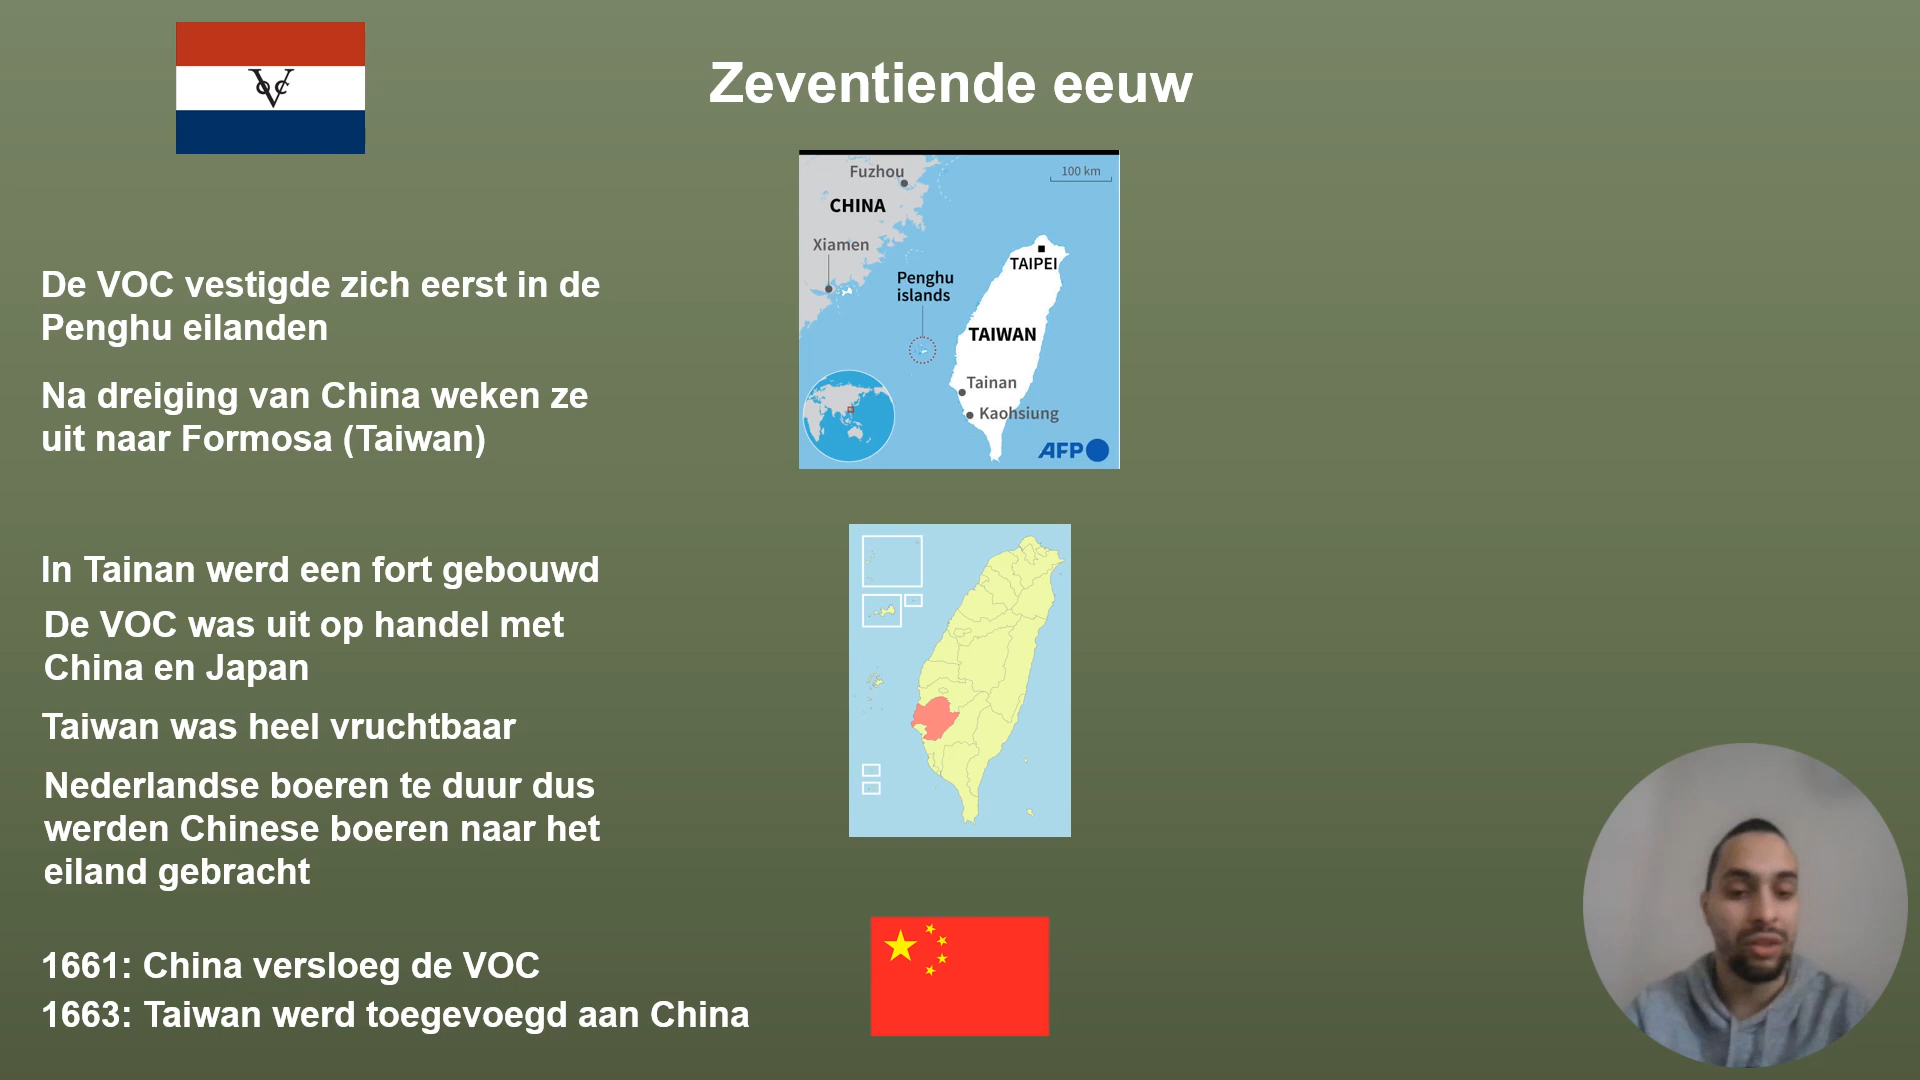 VOC
Zeventiende eeuw
Fuzhou
100 km
CHINA
Xiamen
Penghu
islands
TAIPEI
TAIWAN
Tainan
Kaohsiung
AFP
De VOC vestigde zich eerst in de
Penghu eilanden
Na dreiging van China weken ze
uit naar Formosa (Taiwan)
In Tainan werd een fort gebouwd
De VOC was uit op handel met
China en Japan
Taiwan was heel vruchtbaar
Nederlandse boeren te duur dus
werden Chinese boeren naar het
eiland gebracht
1661: China versloeg de VOC
1663: Taiwan werd toegevoegd aan China